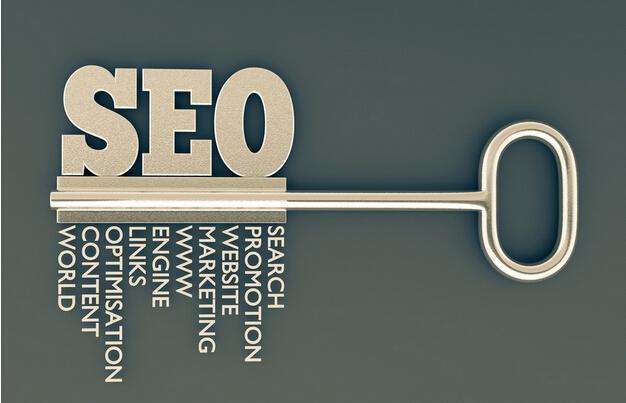 SEO
WORLD
CONTENT
OPTIMISATION
LINKS
ENGINE
WWW
MARKETING
WEBSITE
PROMOTION
SEARCH